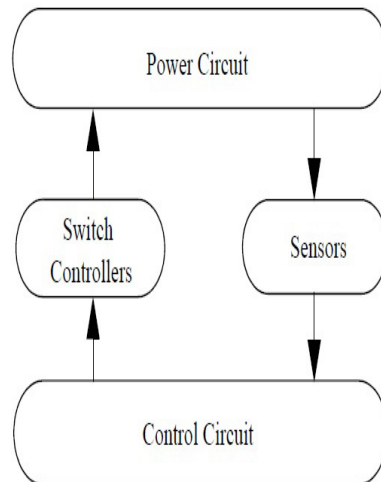 Power Circuit
Switch
Controllers
Sensors
Control Circuit